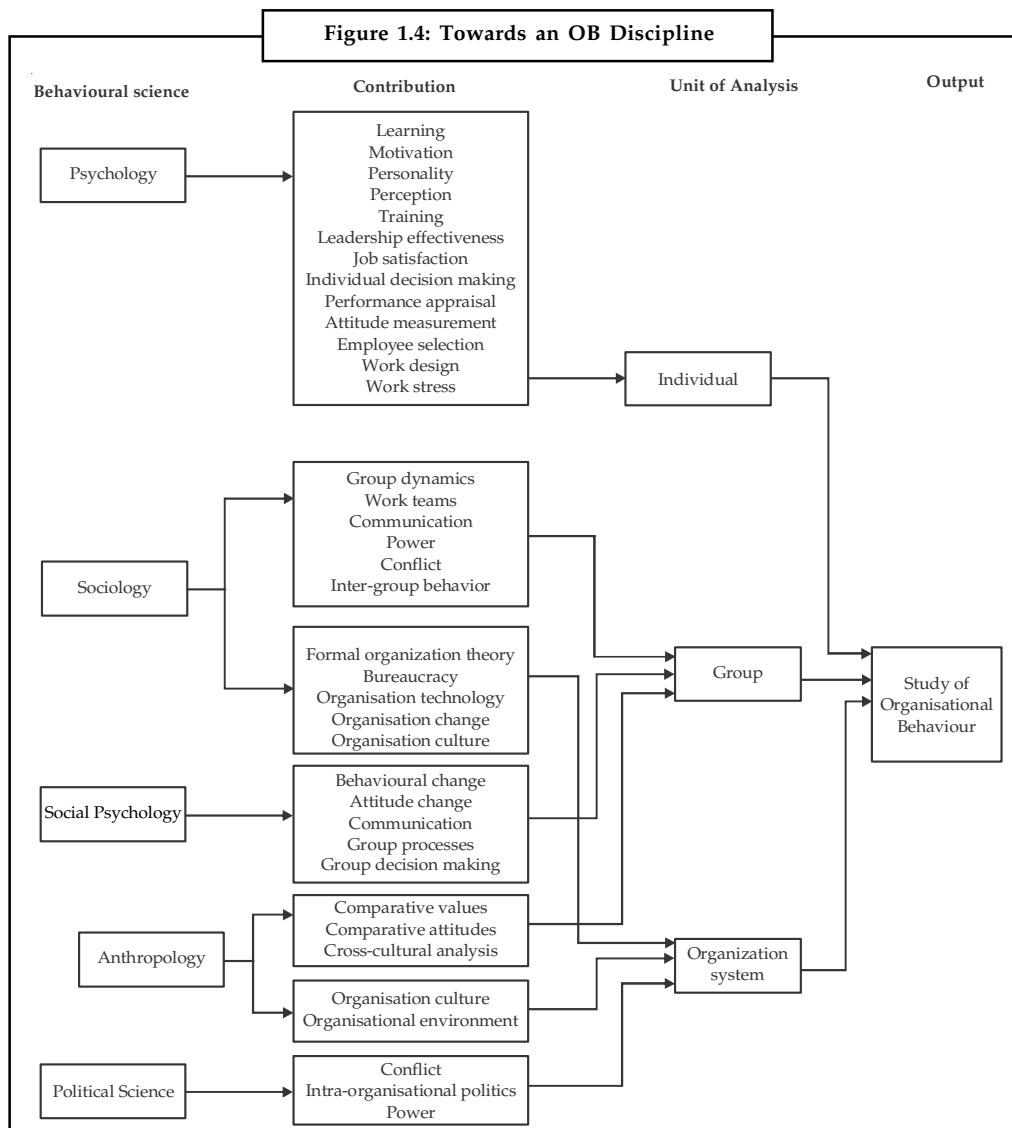 Figure 1.4: Towards an OB Discipline
Behavioural science
Contribution
Unit of Analysis
Output
Psychology
Learning
Motivation
Personality
Perception
Training
Leadership effectiveness
Job satisfaction
Individual decision making
Performance appraisal
Attitude measurement
Employee selection
Work design
Work stress
Individual
Sociology
Group dynamics
Work teams
Communication
Power
Conflict
Inter-group behavior
Formal organization theory
Bureaucracy
Organisation technology
Organisation change
Organisation culture
Group
Study of
Organisational
Behaviour
Social Psychology
Behavioural change
Attitude change
Communication
Group processes
Group decision making
Anthropology
Comparative values
Comparative attitudes
Cross-cultural analysis
Organisation culture
Organisational environment
Organization
system
Political Science
Conflict
Intra-organisational politics
Power